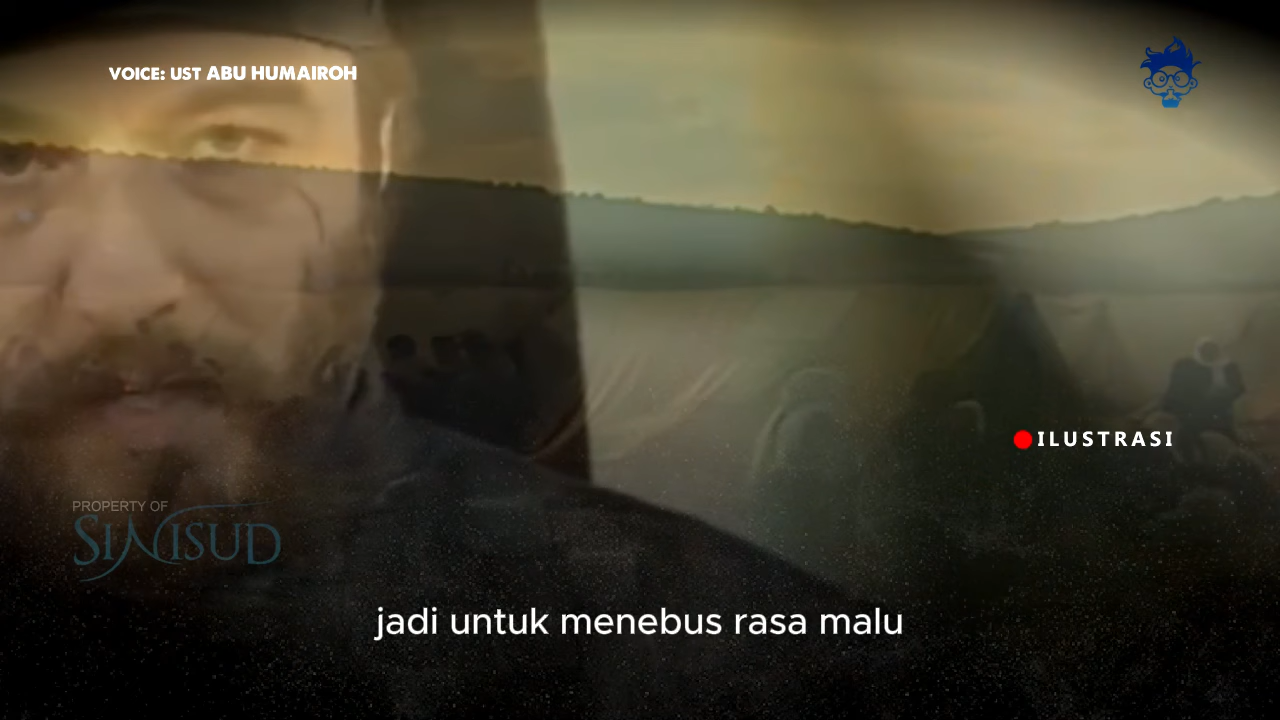 VOICE: UST ABU HUMAIROH
ILUSTRASI
PROPERTY OF
SINISUD
jadi untuk menebus rasa malu